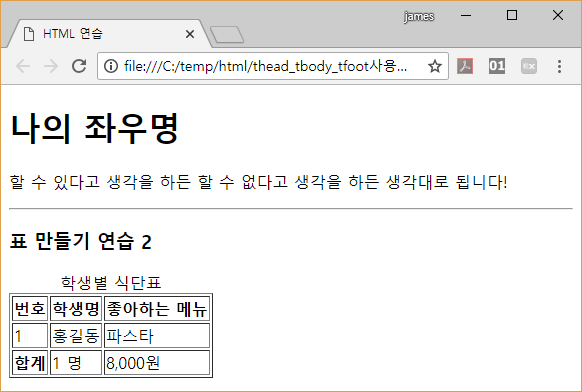 james
HTML 연습
file:///C:/temp/html/thead_tbody_tfoot사용...
01
나의 좌우명
할 수 있다고 생각을 하든 할 수 없다고 생각을 하든 생각대로 됩니다!
표 만들기 연습 2
학생별 식단표
번호 학생명 좋아하는 메뉴
1 홍길동 파스타
합계 1 명 8,000원